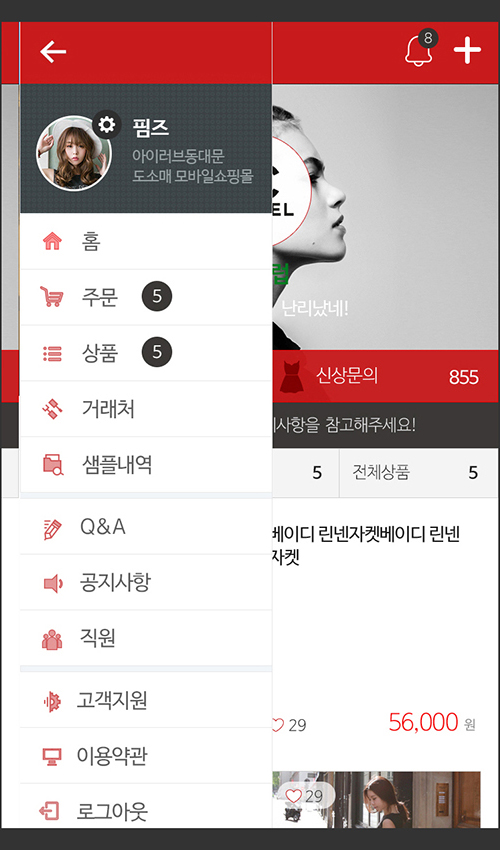 8
핌즈
아이러브동대문
도소매 모바일쇼핑몰
EL
난리났네!
홈
주문 5
상품 5
거래처
샘플내역
Q&A
공지사항
직원
고객지원
이용약관
로그아웃
신상문의 855
사항을 참고해주세요!
5 전체상품 5
베이디 린넨자켓베이디 린넨
자켓
29 56,000 원
29